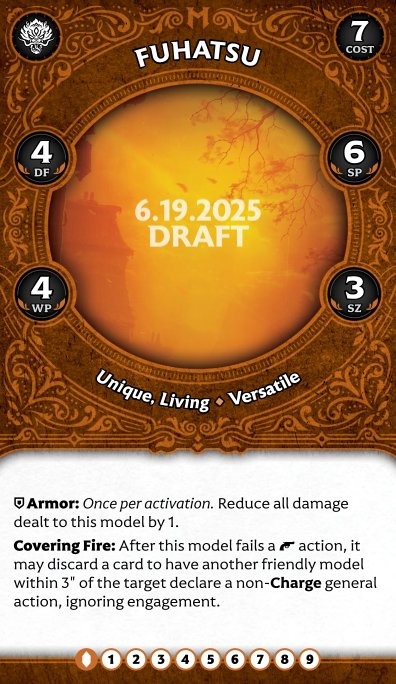 FUHATSU
7
COST
4
DF
6
SP
6.19.2025
DRAFT
4
WP
3
SZ
Unique, Living ◆ Versatile
Armor: Once per activation. Reduce all damage
dealt to this model by 1.
Covering Fire: After this model fails a action, it
may discard a card to have another friendly model
within 3" of the target declare a non-Charge general
action, ignoring engagement.
1 2 3 4 5 6 7 8 9